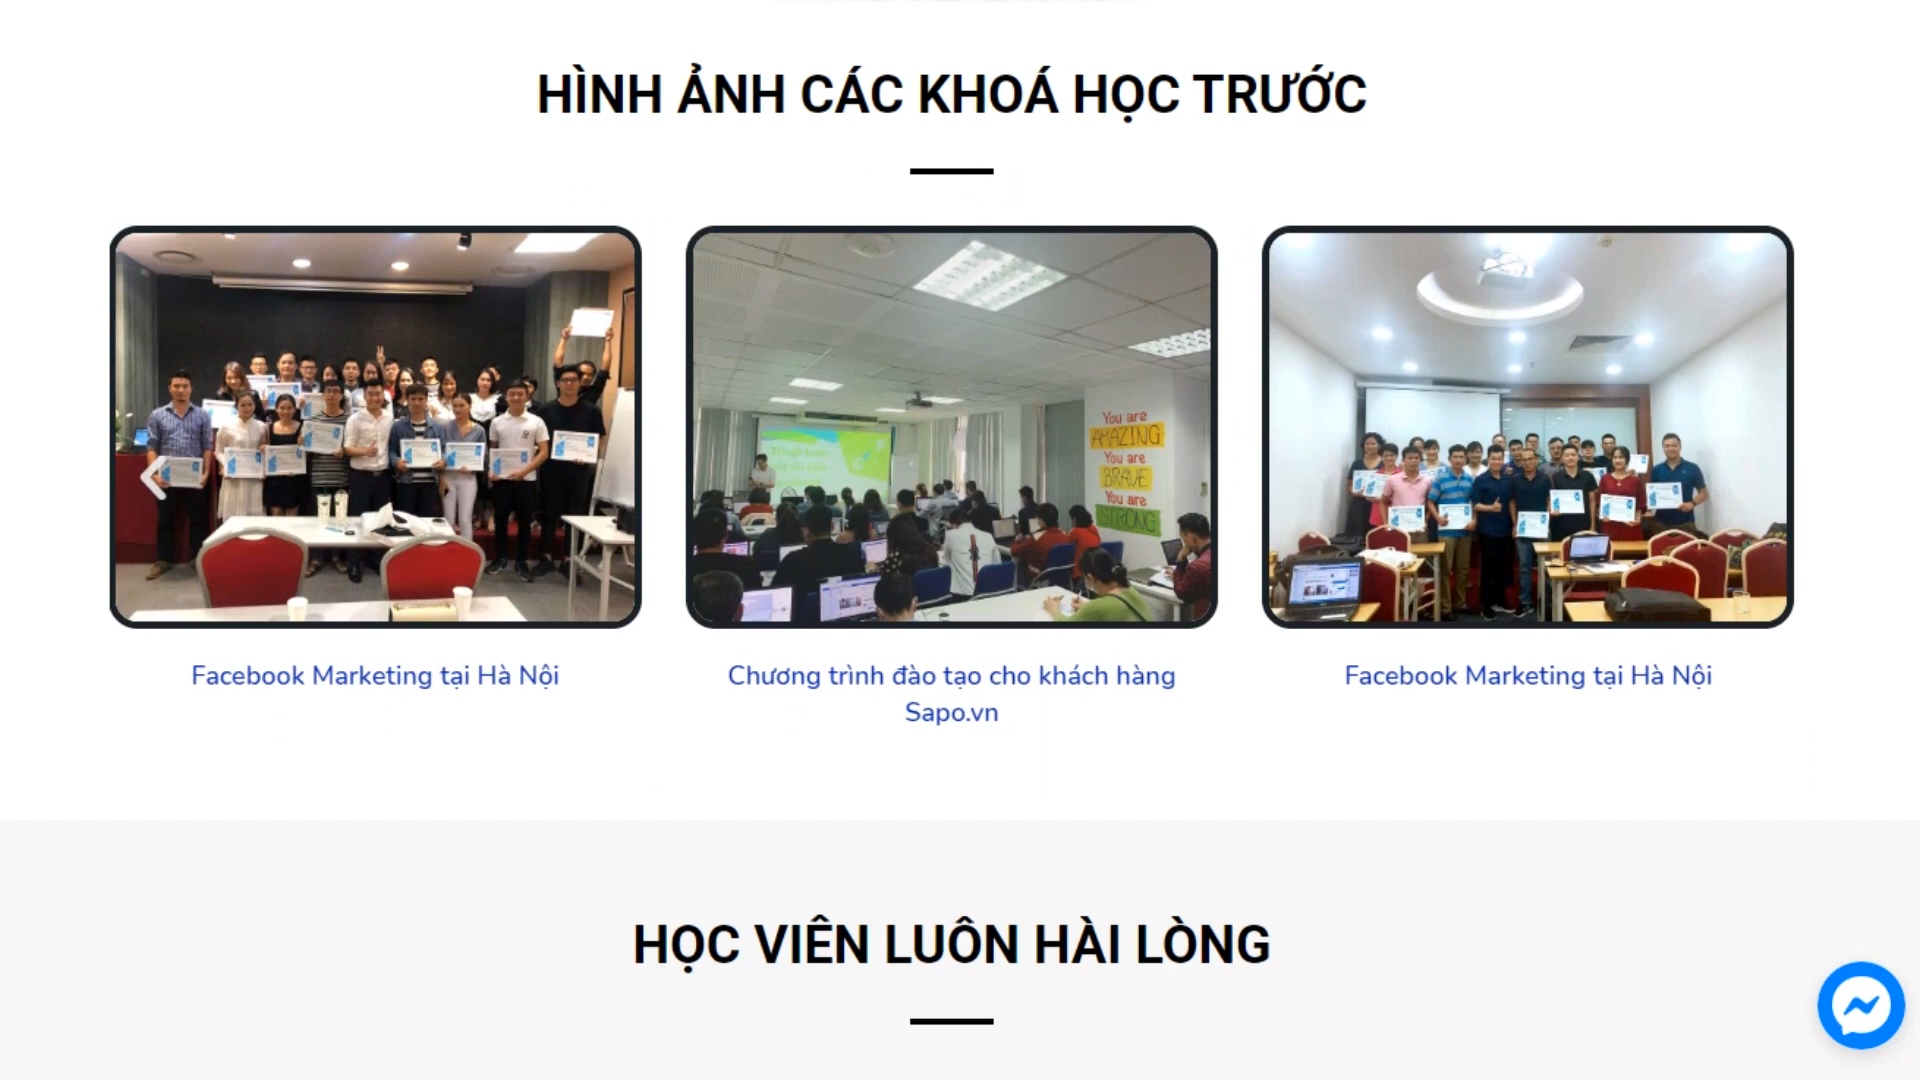 HÌNH ẢNH CÁC KHOÁ HỌC TRƯỚC
You are
AMAZING
You are
BRAVE
You are
STRONG
Facebook Marketing tại Hà Nội
Chương trình đào tạo cho khách hàng
Sapo.vn
Facebook Marketing tại Hà Nội
HỌC VIÊN LUÔN HÀI LÒNG